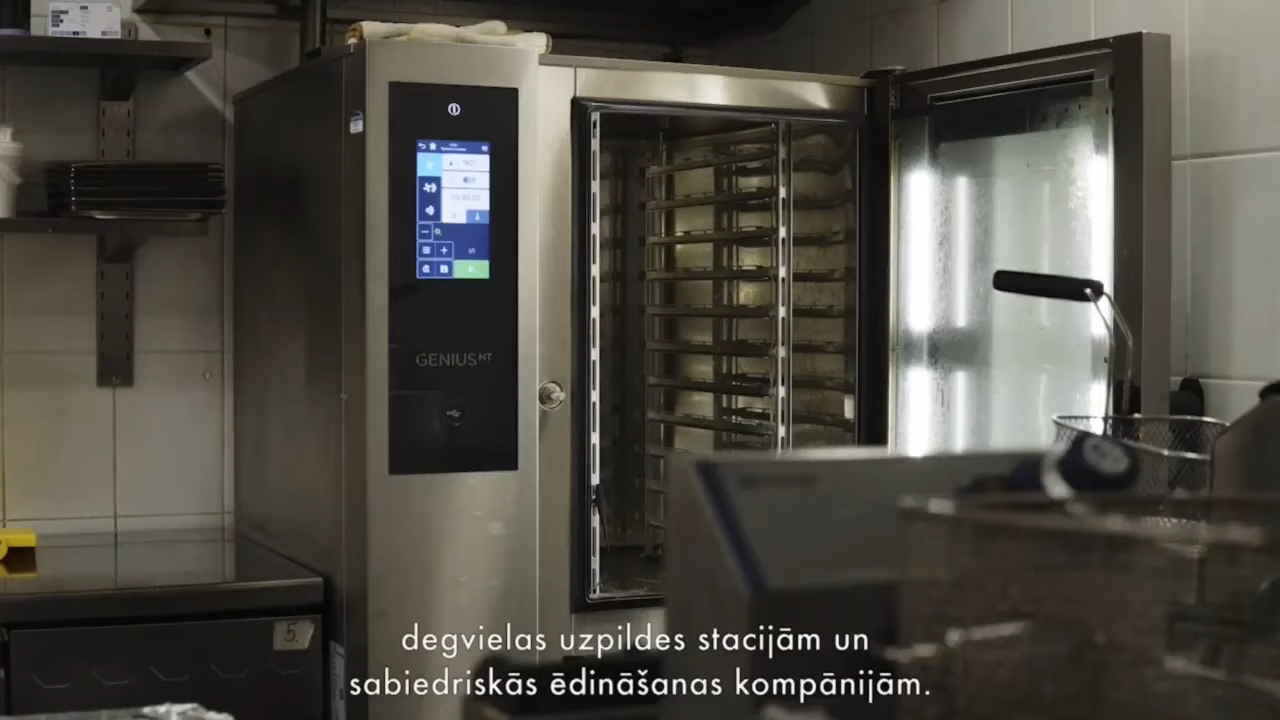 GENIUS MT
5.
degvielas uzpildes stacijām un
sabiedriskās ēdināšanas kompānijām.